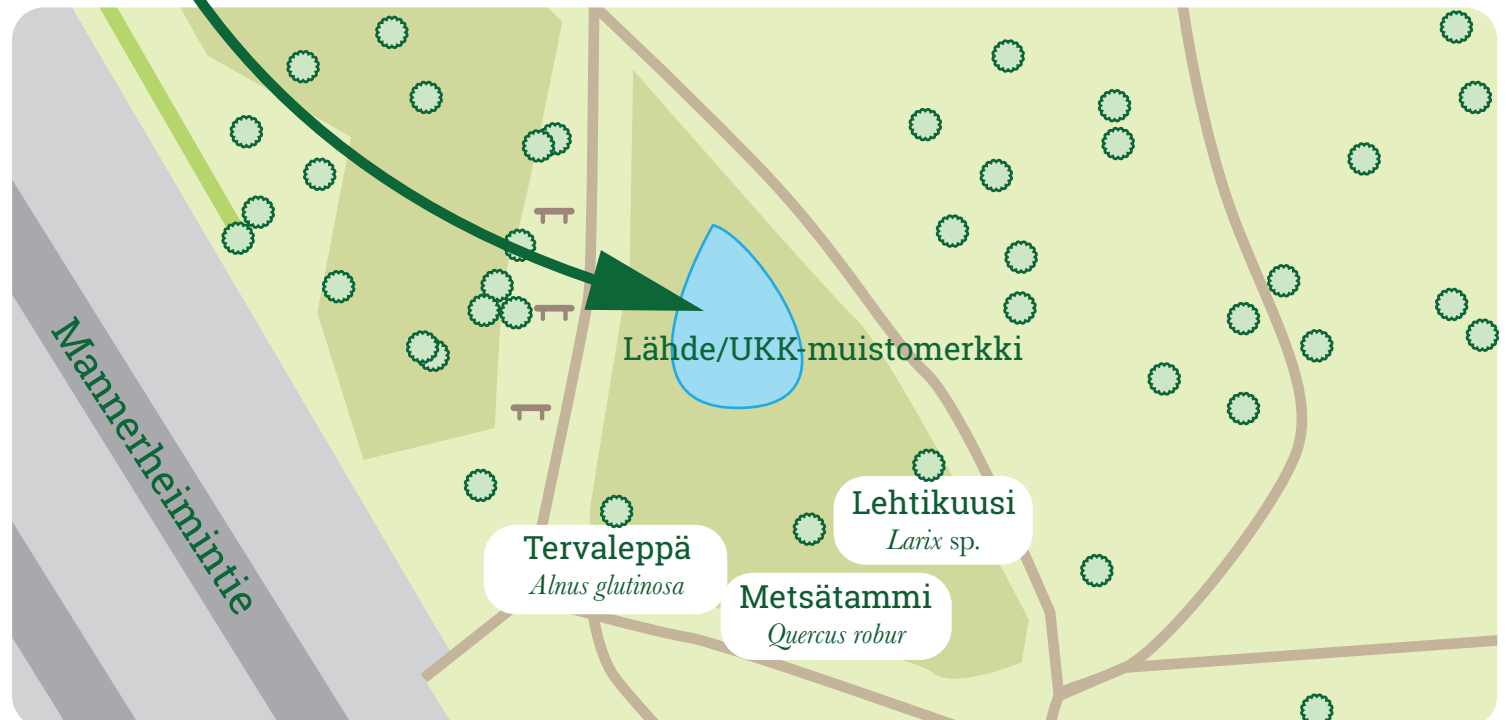 Mannerheimintie
Lähde/UKK-muistomerkki
Lehtikuusi
Larix sp.
Tervaleppä
Alnus glutinosa
Metsätammi
Quercus robur